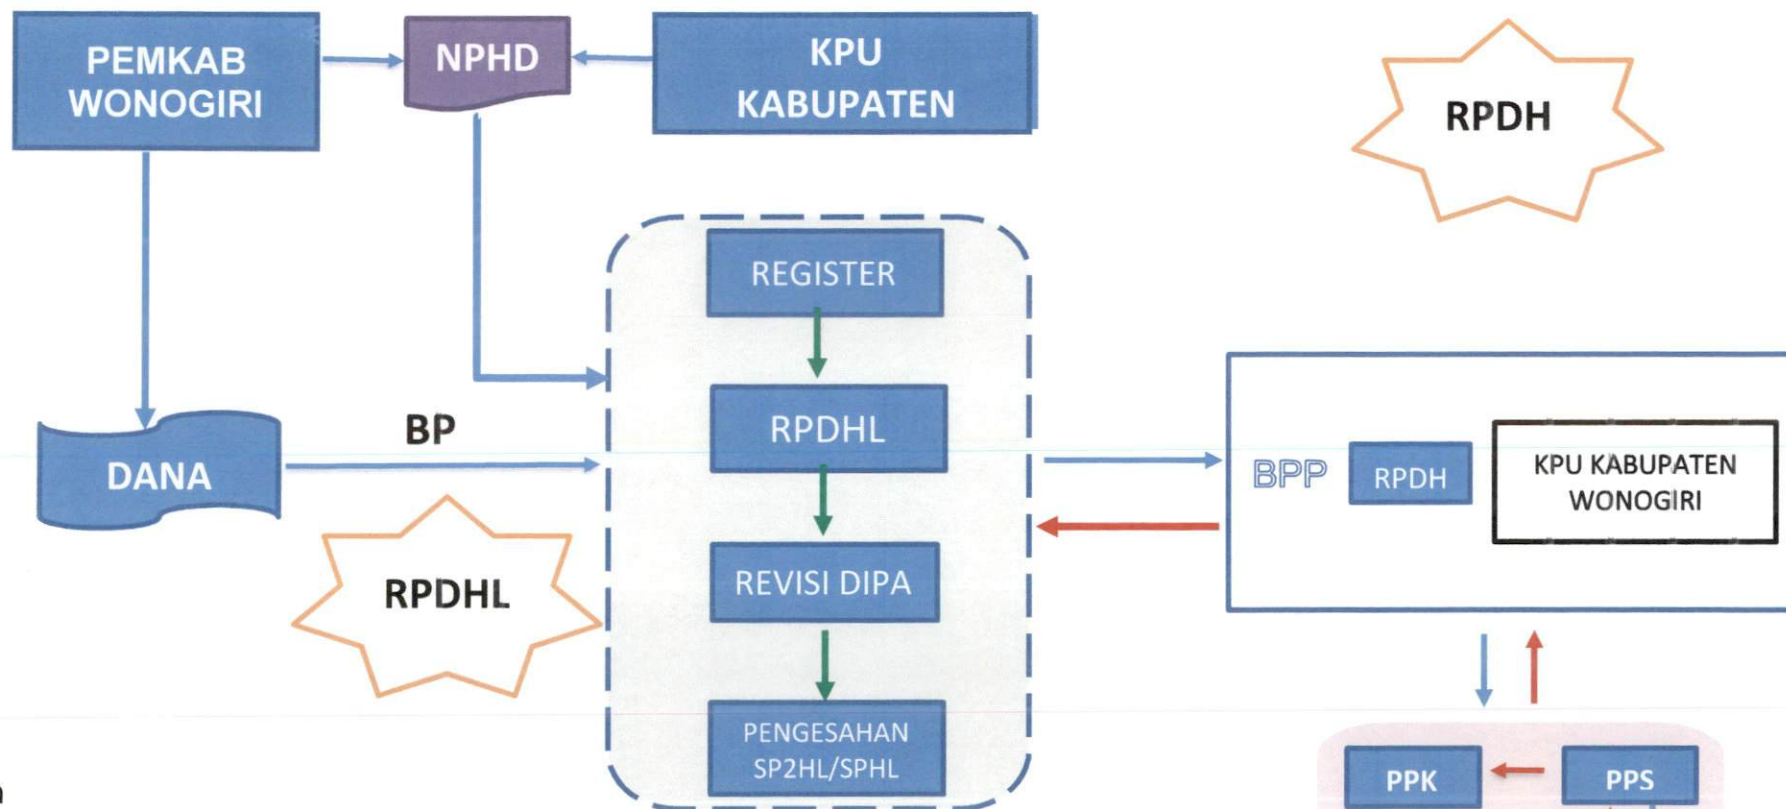 PEMKAB
WONOGIRI
NPHD
KPU
KABUPATEN
RPDH
REGISTER
RPDHL
BP
DANA
RPDHL
REVISI DIPA
PENGESAHAN
SP2HL/SPHL
BPP
RPDH
KPU KABUPATEN
WONOGIRI
PPK
PPS